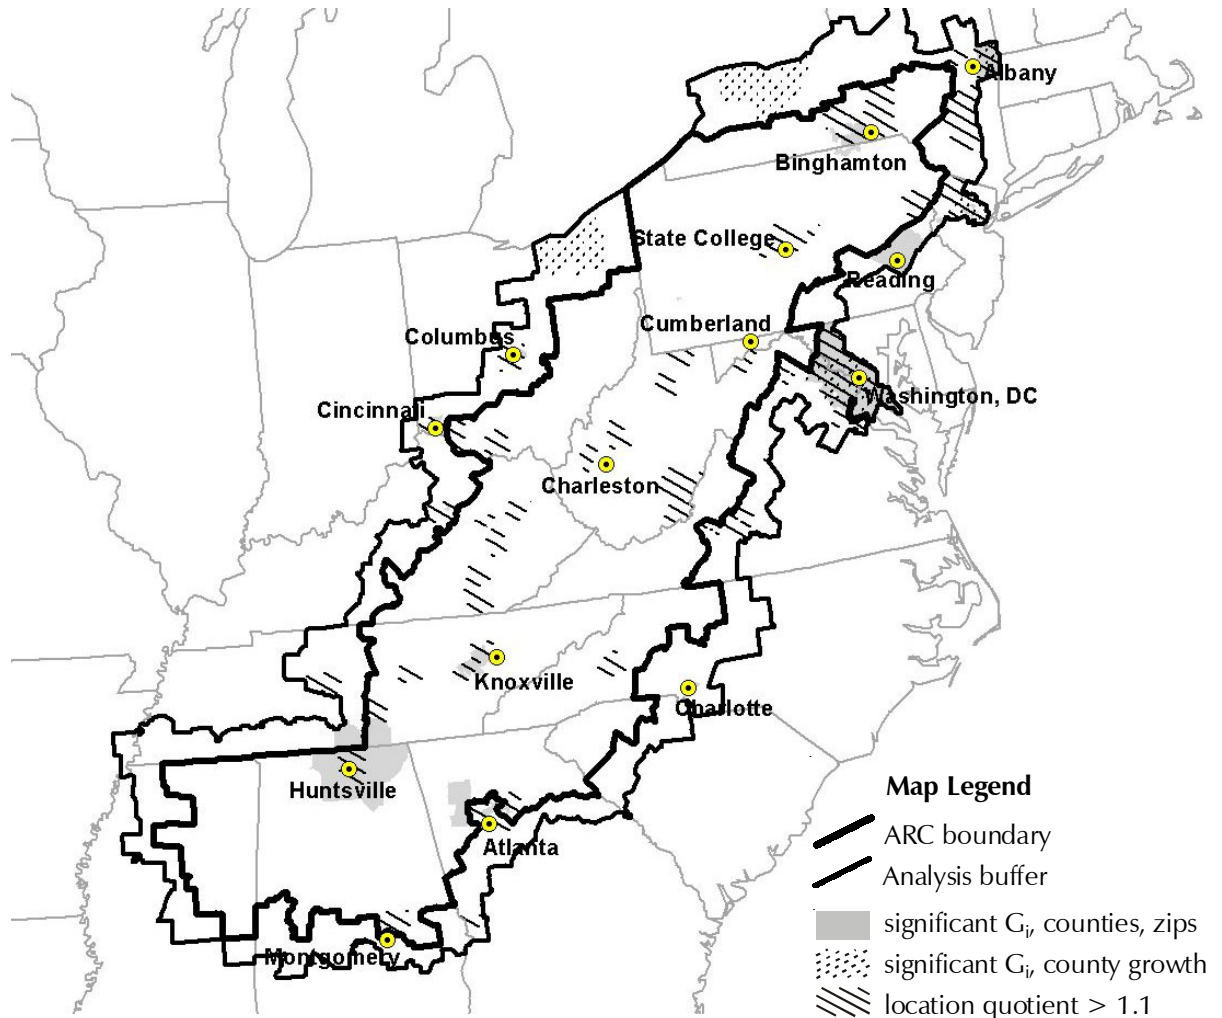 Albany
Binghamton
State College
Reading
Cumberland
Columbus
Washington, DC
Cincinnati
Charleston
Knoxville
Charlotte
Huntsville
Atlanta
Montgomery
Map Legend
ARC boundary
Analysis buffer
significant Gi, counties, zips
significant Gi, county growth
location quotient > 1.1